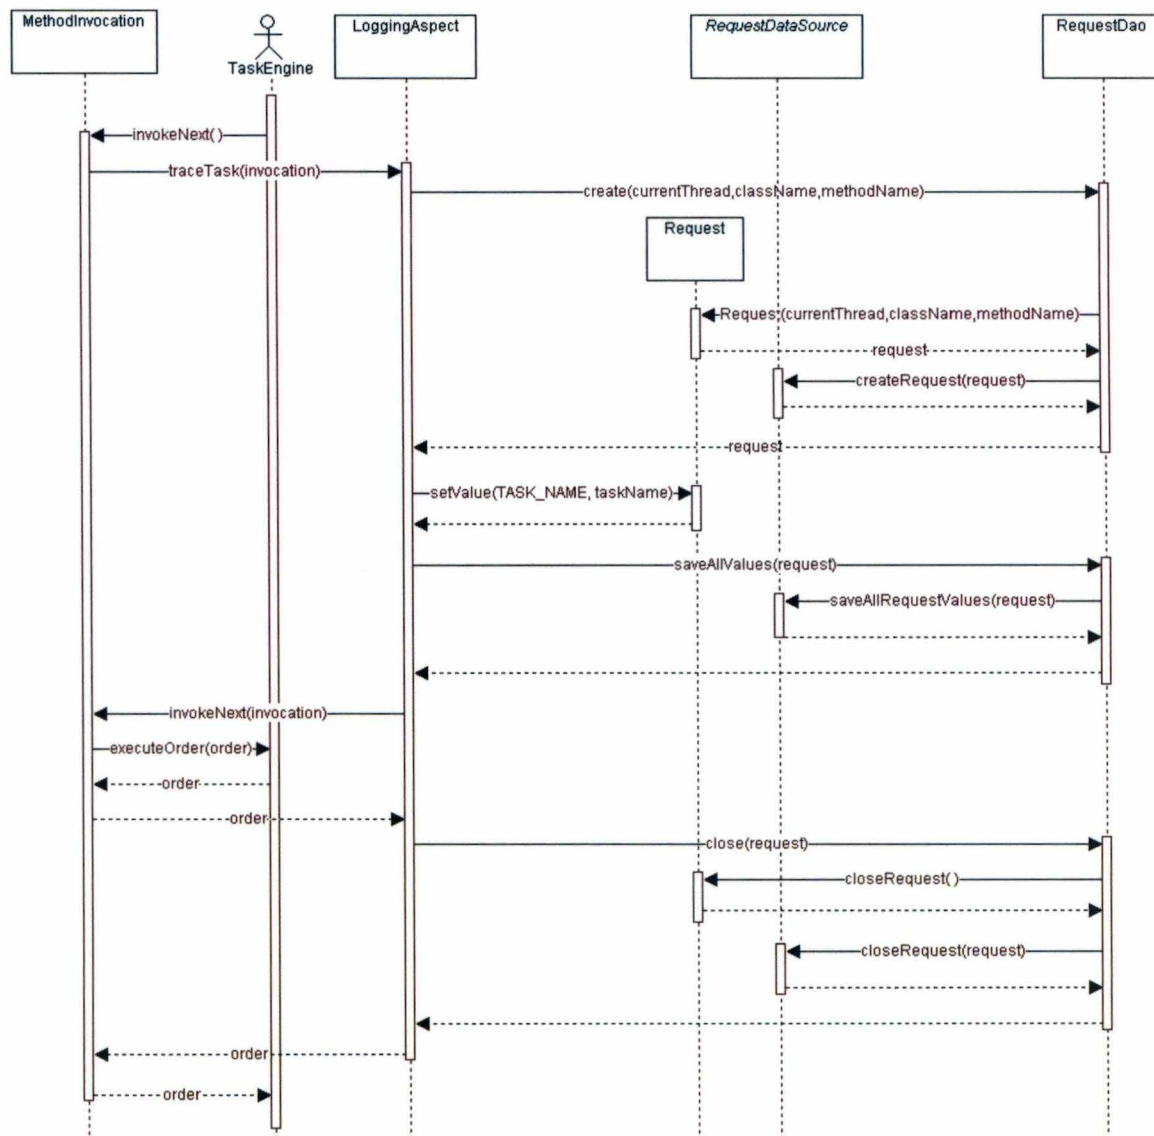 MethodInvocation
TaskEngine
LoggingAspect
RequestDataSource
RequestDao
invokeNext()
traceTask(invocation)
create(currentThread,className,methodName)
Request
Request(currentThread,className,methodName)
request
createRequest(request)
request
setValue(TASK_NAME, taskName)
saveAllValues(request)
saveAllRequestValues(request)
invokeNext(invocation)
executeOrder(order)
order
order
close(request)
closeRequest()
closeRequest(request)
order
order